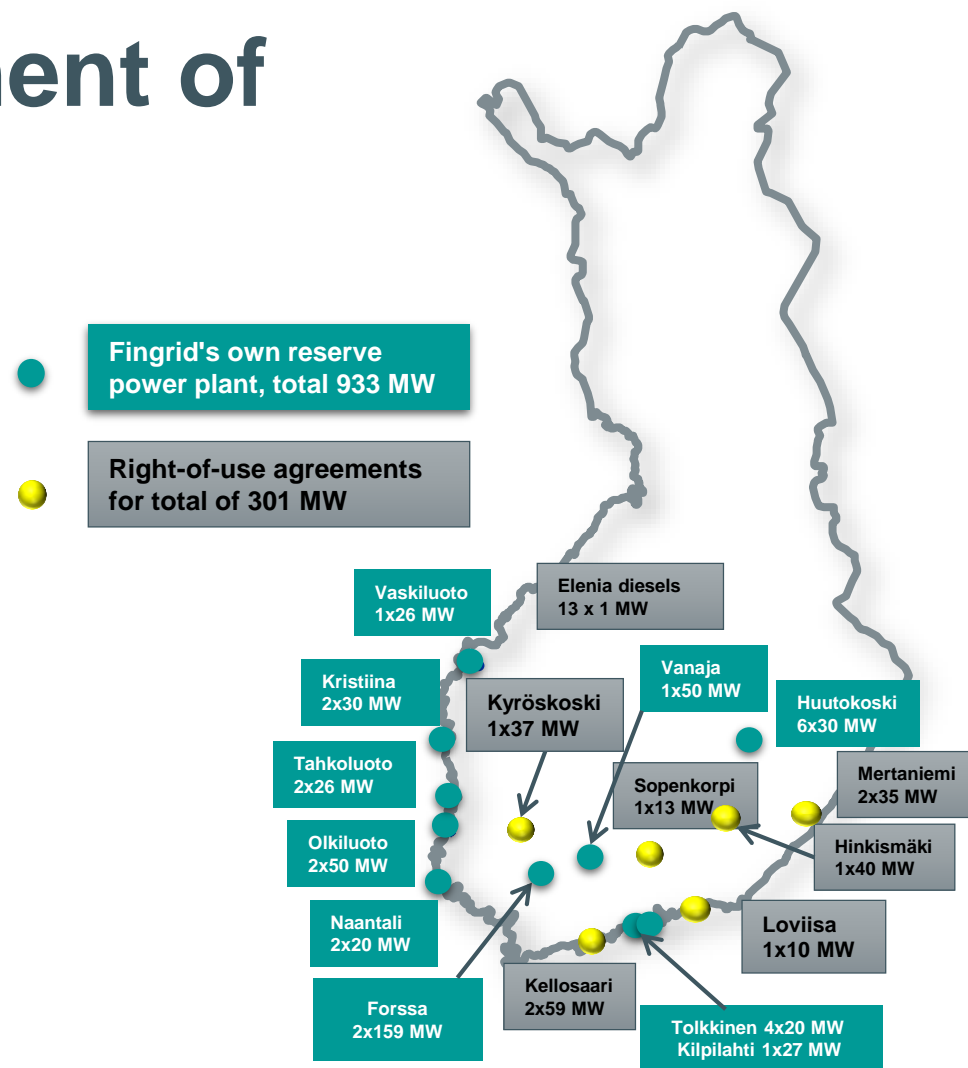 ment of
Fingrid's own reserve
power plant, total 933 MW
Right-of-use agreements
for total of 301 MW
Vaskiluoto
1x26 MW
Elenia diesels
13 x 1 MW
Kristiina
2x30 MW
Kyröskoski
1x37 MW
Vanaja
1x50 MW
Huutokoski
6x30 MW
Tahkoluoto
2x26 MW
Sopenkorpi
1x13 MW
Mertaniemi
2x35 MW
Olkiluoto
2x50 MW
Hinkismäki
1x40 MW
Naantali
2x20 MW
Loviisa
1x10 MW
Forssa
2x159 MW
Kellosaari
2x59 MW
Tolkkinen 4x20 MW
Kilpilahti 1x27 MW